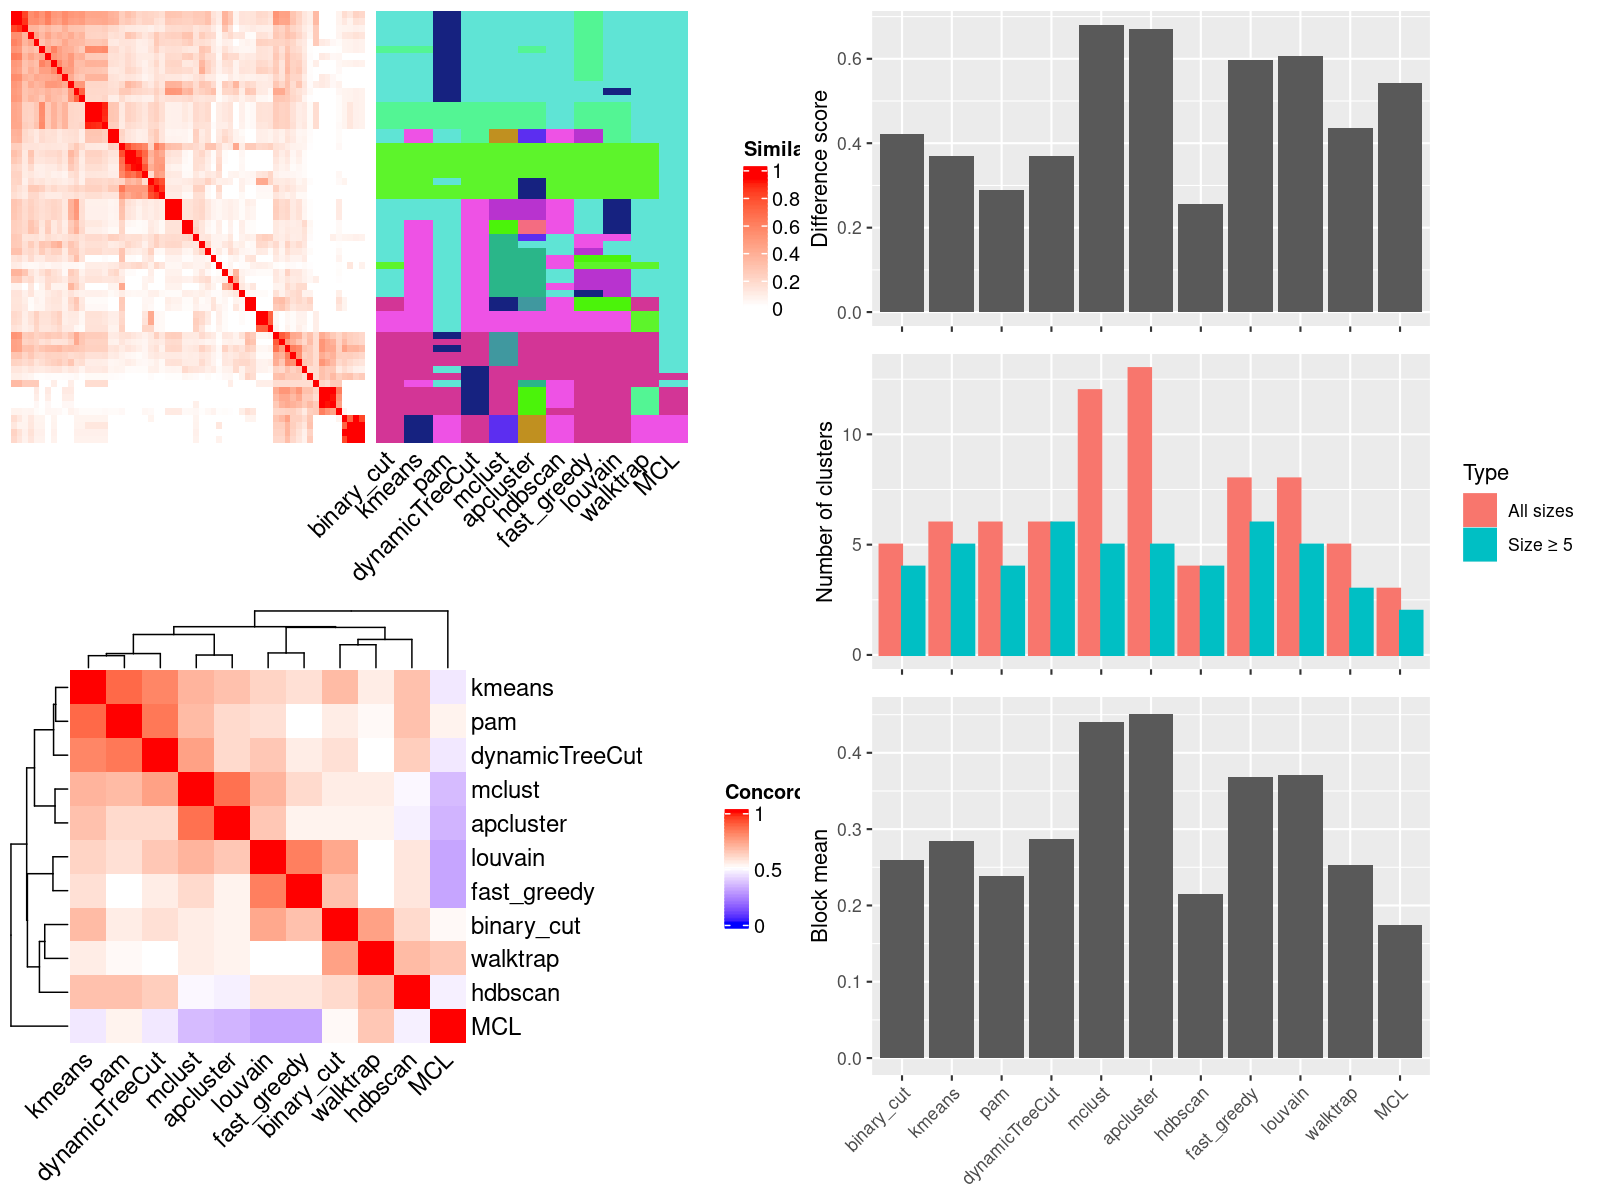 Simila
1
0.8
0.6
0.4
0.2
0
binary_cut
kmeans
pam
dynamicTreeCut
mclust
apcluster
hdbscan
fast_greedy
louvain
walktrap
MCL
kmeans
pam
dynamicTreeCut
mclust
apcluster
louvain
fast_greedy
binary_cut
walktrap
hdbscan
MCL
kmeans
pam
dynamicTreeCut
mclust
apcluster
louvain
fast_greedy
binary_cut
walktrap
hdbscan
MCL
Concord
1
0.5
0
Difference score
0.6
0.4
0.2
0.0
Number of clusters
10
5
0
Type
All sizes
Size ≥ 5
Block mean
0.4
0.3
0.2
0.1
0.0
binary_cut
kmeans
pam
dynamicTreeCut
mclust
apcluster
hdbscan
fast_greedy
louvain
walktrap
MCL